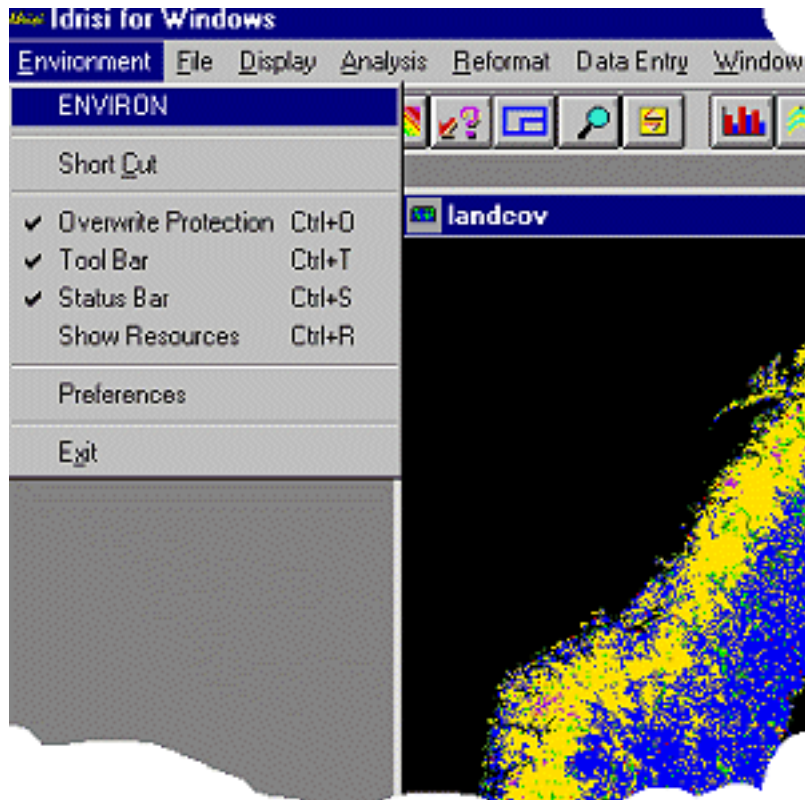 Idrisi for Windows
Environment File Display Analysis Reformat Data Entry Window
ENVIRON
Short Cut
Overwrite Protection Ctrl+O
Tool Bar Ctrl+T
Status Bar Ctrl+S
Show Resources Ctrl+R
Preferences
Exit
landcov